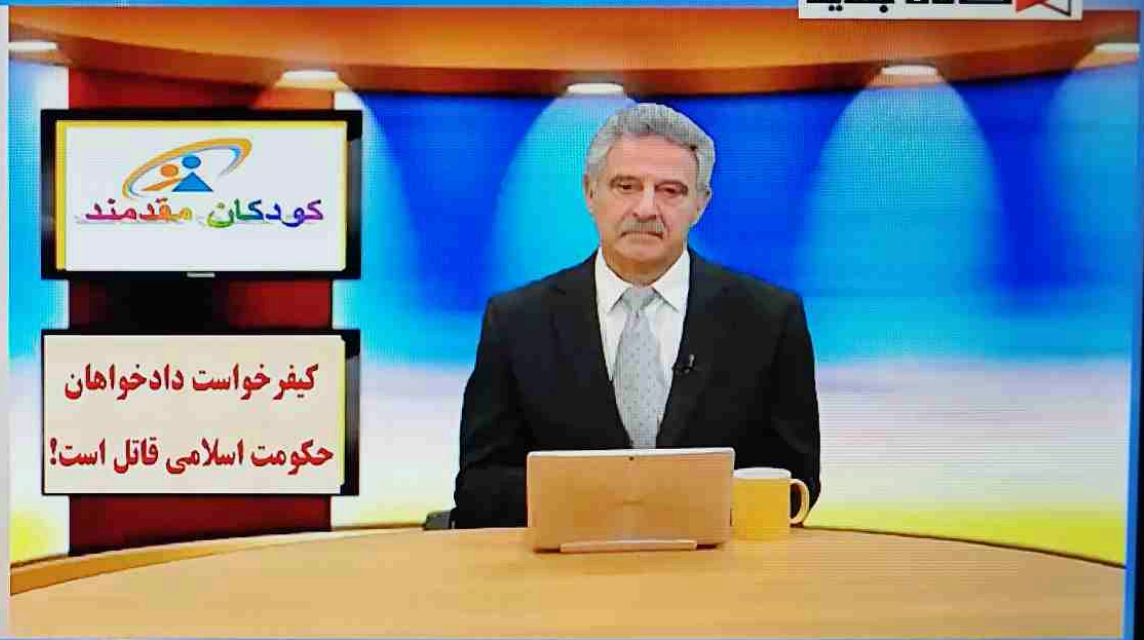 کودکان مقدمند
کیفرخواست دادخواهان
حکومت اسلامی قاتل است!